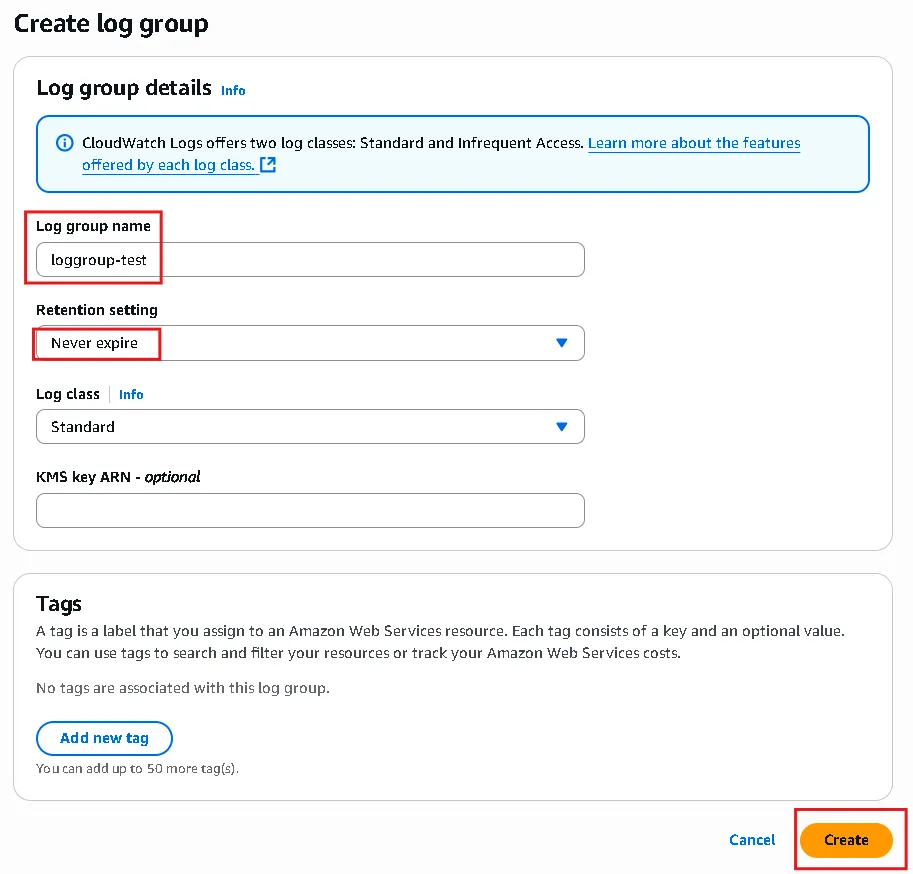 Create log group
Log group details Info
CloudWatch Logs offers two log classes: Standard and Infrequent Access. Learn more about the features
offered by each log class.
Log group name
loggroup-test
Retention setting
Never expire
Log class Info
Standard
KMS key ARN - optional
Tags
A tag is a label that you assign to an Amazon Web Services resource. Each tag consists of a key and an optional value.
You can use tags to search and filter your resources or track your Amazon Web Services costs.
No tags are associated with this log group.
Add new tag
You can add up to 50 more tag(s).
Cancel Create